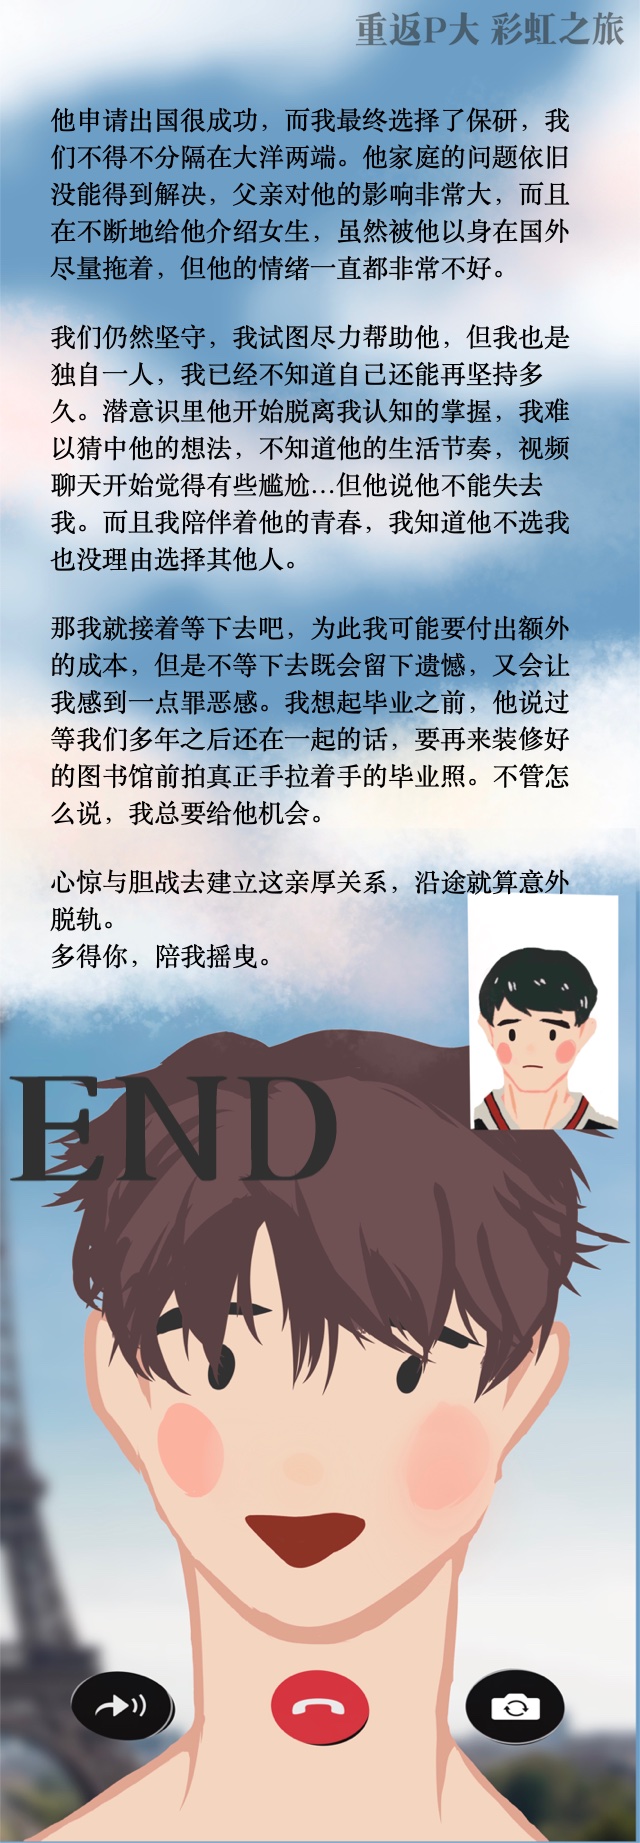 重返P大 彩虹之旅
他申请出国很成功，而我最终选择了保研，我
们不得不分隔在大洋两端。他家庭的问题依旧
没能得到解决，父亲对他的影响非常大，而且
在不断地给他介绍女生，虽然被他以身在国外
尽量拖着，但他的情绪一直都非常不好。
我们仍然坚守，我试图尽力帮助他，但我也是
独自一人，我已经不知道自己还能再坚持多
久。潜意识里他开始脱离我认知的掌握，我难
以猜中他的想法，不知道他的生活节奏，视频
聊天开始觉得有些尴尬...但他说他不能失去
我。而且我陪伴着他的青春，我知道他不选我
也没理由选择其他人。
那我就接着等下去吧，为此我可能要付出额外
的成本，但是不等下去既会留下遗憾，又会让
我感到一点罪恶感。我想起毕业之前，他说过
等我们多年之后还在一起的话，要再来装修好
的图书馆前拍真正手拉着手的毕业照。不管怎
么说，我总要给他机会。
心惊与胆战去建立这亲厚关系，沿途就算意外
脱轨。
多得你，陪我摇曳。
END